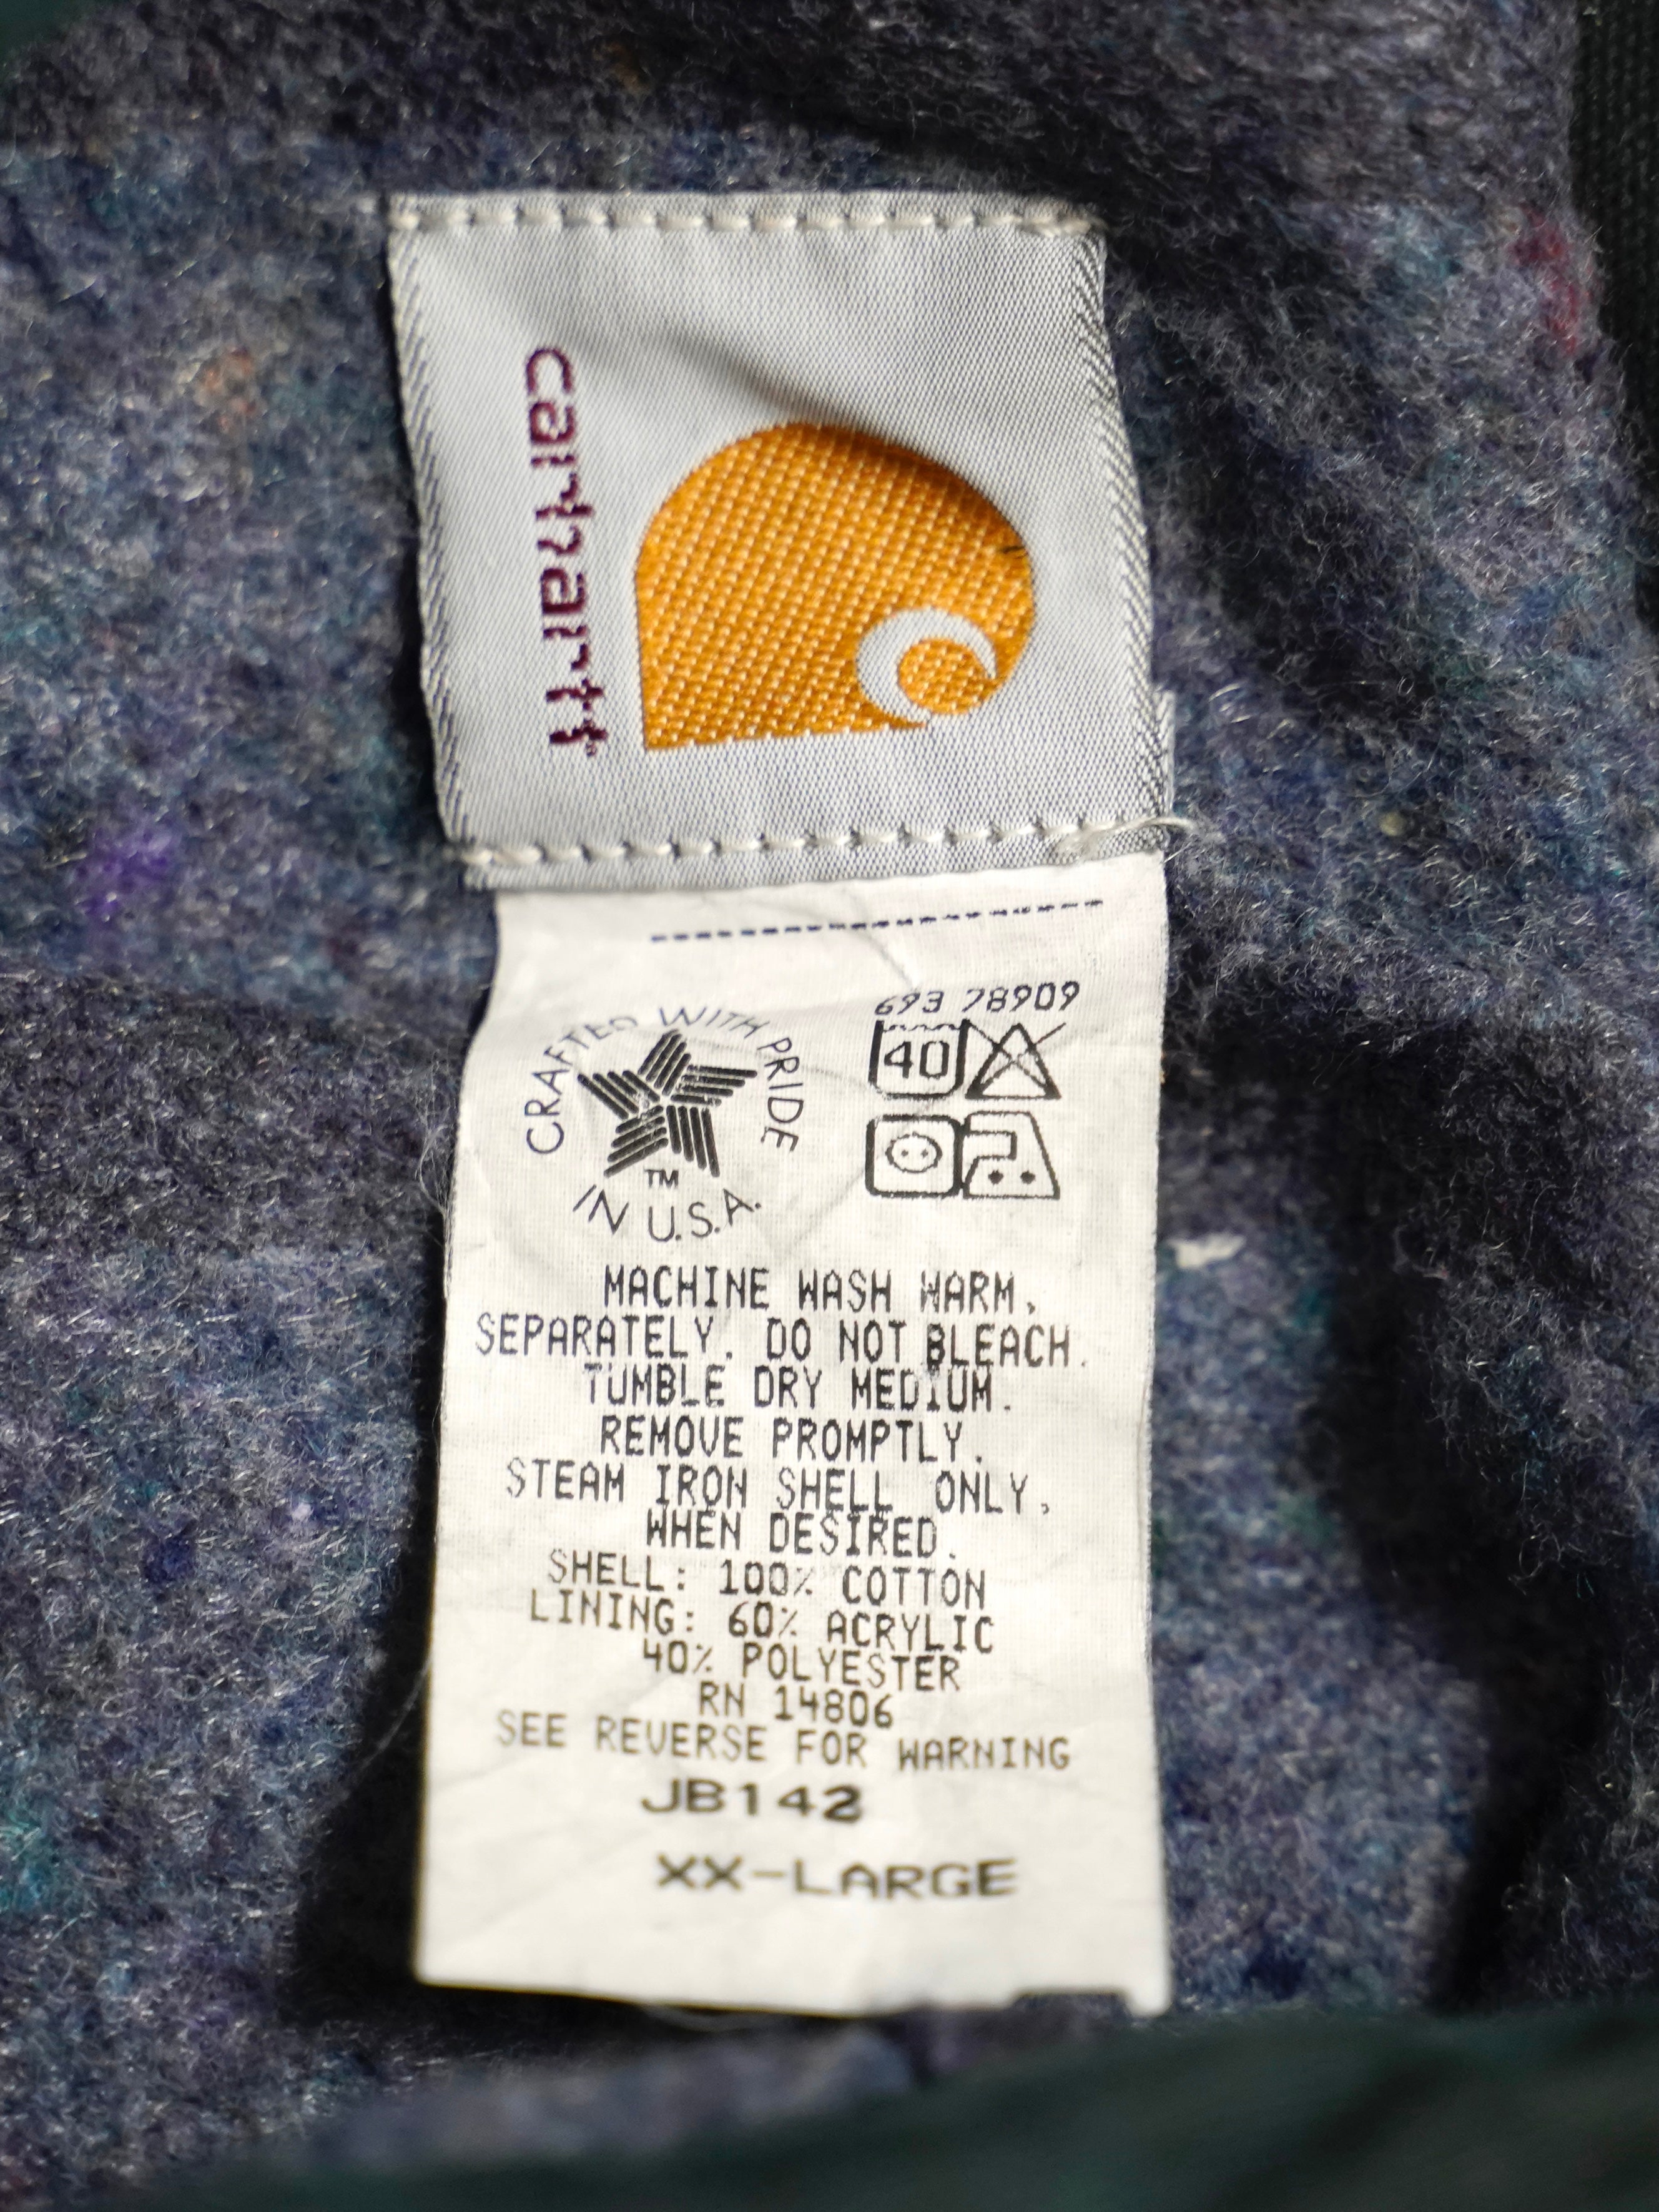 carhartt
693 78909
CRAFTED WITH PRIDE
40
TM
IN U.S.A.
MACHINE WASH WARM,
SEPARATELY. DO NOT BLEACH.
TUMBLE DRY MEDIUM.
REMOVE PROMPTLY.
STEAM IRON SHELL ONLY,
WHEN DESIRED.
SHELL: 100% COTTON
LINING: 60% ACRYLIC
40% POLYESTER
RN 14806
SEE REVERSE FOR WARNING
JB142
XX-LARGE